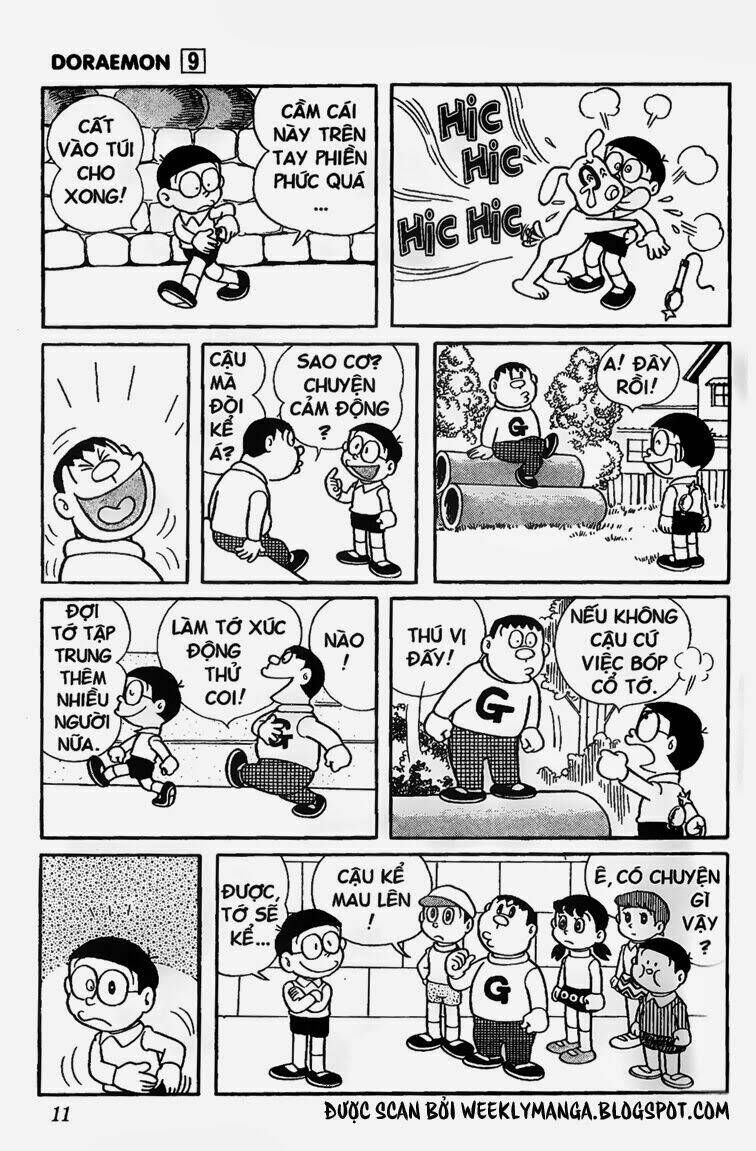 DORAEMON 9
HIC
HIC
HIC HIC
CẦM CÁI
NÀY TRÊN
TAY PHIỀN
PHỨC QUÁ
...
CẤT
VÀO TÚI
CHO
XONG!
A! ĐÂY
RỒI!
SAO CƠ?
CHUYỆN
CẢM ĐỘNG
?
CẬU
MÀ
ĐÒI
KỂ
Á?
NẾU KHÔNG
CẬU CỨ
VIỆC BÓP
CỔ TỚ.
THÚ VỊ
ĐẤY!
G
NÀO
!
LÀM TỚ XÚC
ĐỘNG
THỬ
COI!
G
ĐỢI
TỚ TẬP
TRUNG
THÊM
NHIỀU
NGƯỜI
NỮA.
Ê, CÓ CHUYỆN
GÌ
VẬY
?
CẬU KỂ
MAU LÊN
!
ĐƯỢC,
TỚ SẼ
KỂ...
G
G
11
ĐƯỢC SCAN BỞI WEEKLYMANGA.BLOGSPOT.COM